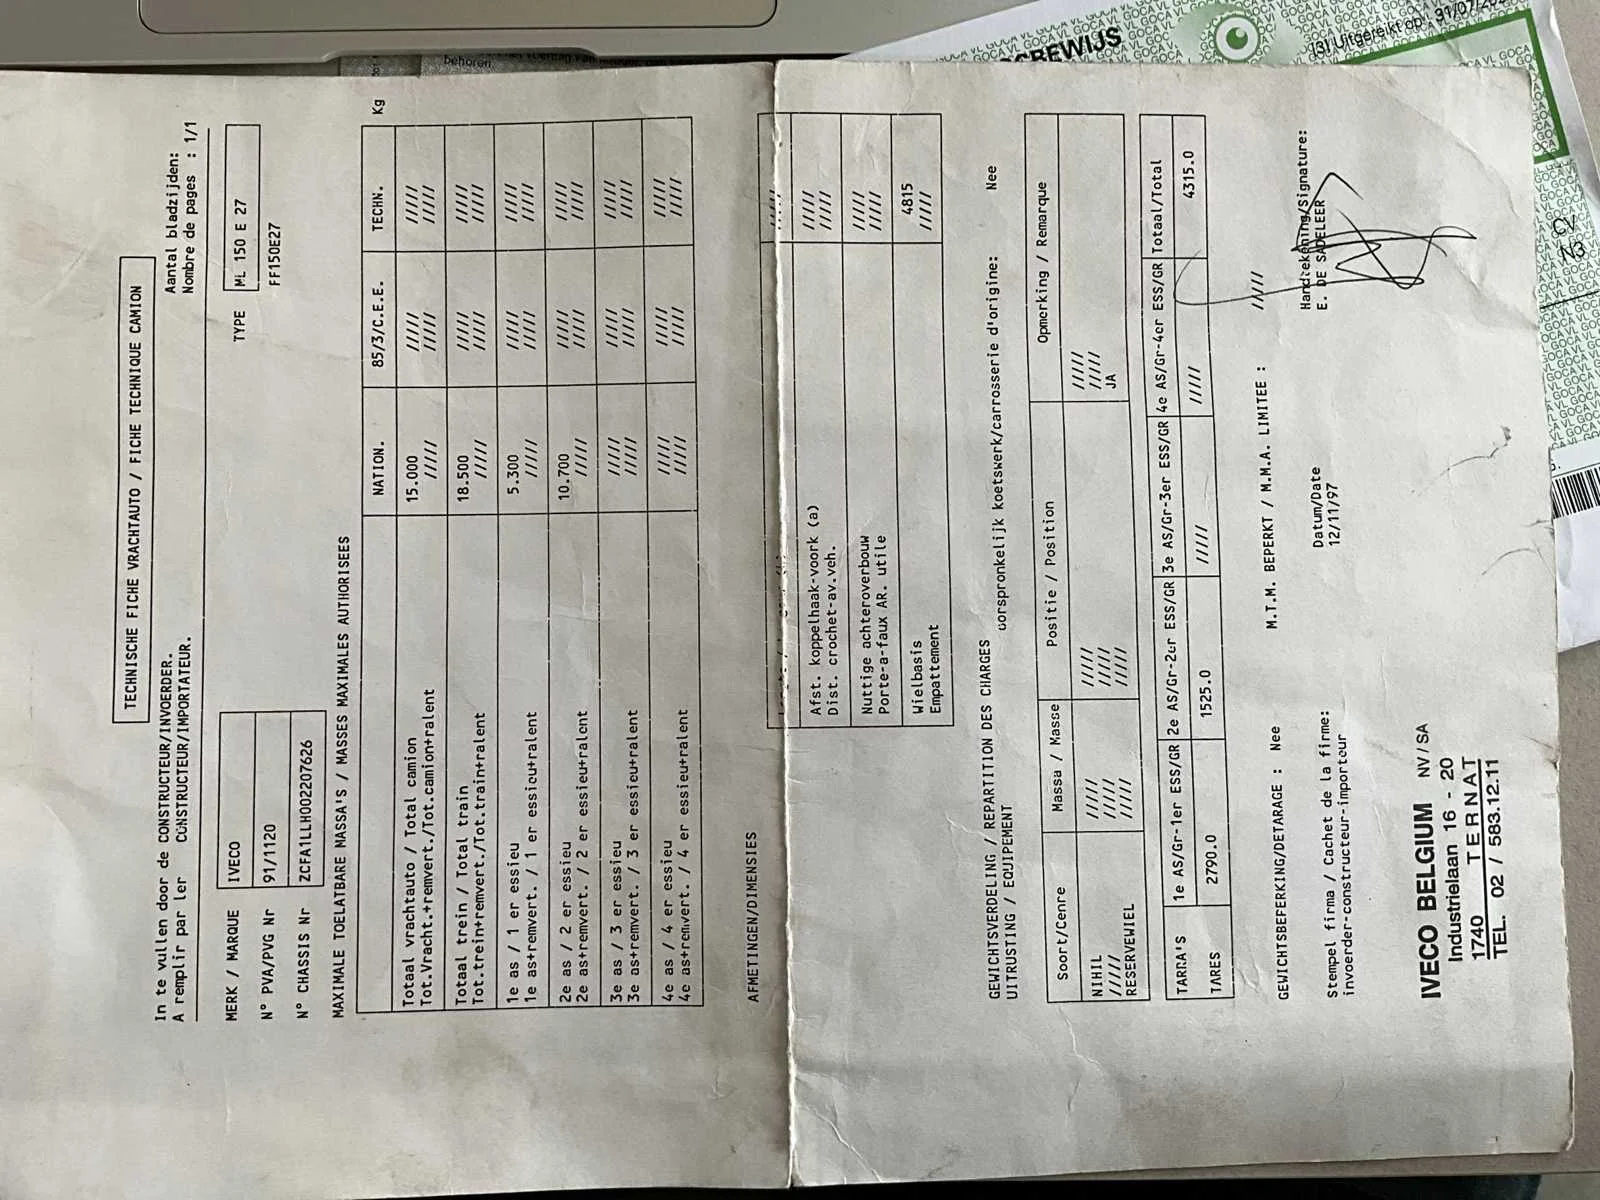 TECHNISCHE FICHE VRACHTAUTO / FICHE TECHNIQUE CAMION
In te vullen door de CONSTRUCTEUR/INVOERDER.
A remplir par ler CONSTRUCTEUR/IMPORTATEUR.
Aantal bladzijden:
Nombre de pages : 1/1
MERK / MARQUE IVECO
TYPE ML 150 E 27
N° PVA/PVG Nr 91/1120
FF150E27
N° CHASSIS Nr ZCFA1LLH002207626
MAXIMALE TOELATBARE MASSA'S / MASSES MAXIMALES AUTHORISEES
Kg
NATION. 85/3/C.E.E. TECHN.
Totaal vrachtauto / Total camion 15.000 ///// /////
Tot.Vracht.+remvert./Tot.camion+ralent ///// ///// /////
Totaal trein / Total train 18.500 ///// /////
Tot.trein+remvert./Tot.train+ralent ///// ///// /////
1e as / 1 er essieu 5.300 ///// /////
1e as+remvert. / 1 er essieu+ralent ///// ///// /////
2e as / 2 er essieu 10.700 ///// /////
2e as+remvert. / 2 er essieu+ralent ///// ///// /////
3e as / 3 er essieu ///// ///// /////
3e as+remvert. / 3 er essieu+ralent ///// ///// /////
4e as / 4 er essieu ///// ///// /////
4e as+remvert. / 4 er essieu+ralent ///// ///// /////
AFMETINGEN/DIMENSIES
/////
Afst. koppelhaak-voork (a) /////
Dist. crochet-av.veh. /////
Nuttige achteroverbouw /////
Porte-a-faux AR. utile /////
Wielbasis 4815
Empattement /////
GEWICHTSVERDELING / REPARTITION DES CHARGES
UITRUSTING / EQUIPEMENT
oorspronkelijk koetswerk/carrosserie d'origine: Nee
Soort/Genre Massa / Masse Positie / Position Opmerking / Remarque
NIHIL ///// ///// /////
///// ///// ///// /////
RESERVEWIEL ///// ///// JA
TARRA'S 1e AS/Gr-1er ESS/GR 2e AS/Gr-2er ESS/GR 3e AS/Gr-3er ESS/GR 4e AS/Gr-4er ESS/GR Totaal/Total
TARES 2790.0 1525.0 ///// ///// 4315.0
GEWICHTSBEPERKING/DETARAGE : Nee M.T.M. BEPERKT / M.M.A. LIMITEE : /////
Stempel firma / Cachet de la firme:
invoerder-constructeur-importeur
Datum/Date
12/11/97
Handtekening/Signature:
E. DE SADELEER
IVECO BELGIUM NV / SA
Industrielaan 16 - 20
1740 TERNAT
TEL. 02 / 583.12.11
behoren
(3) Uitgereikt op:
CV
N3
GOCA VL GOCA VL GOCA VL